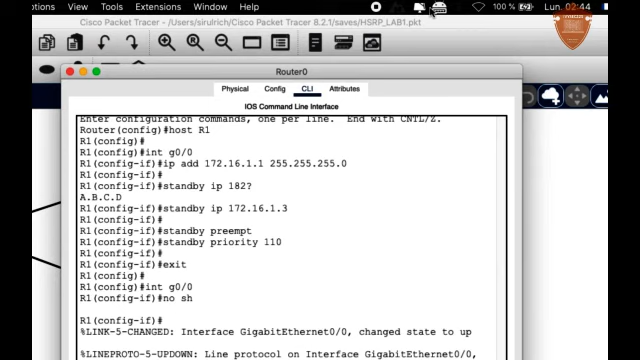 otions View Tools Extensions Window Help 100 % Lun. 02:44
Cisco Packet Tracer - /Users/sirulrich/Cisco Packet Tracer 8.2.1/saves/HSRP_LAB1.pkt
Router0
Physical Config CLI Attributes
IOS Command Line Interface
Enter configuration commands, one per line. End with CNTL/Z.
Router(config)#host R1
R1(config)#
R1(config)#int g0/0
R1(config-if)#ip add 172.16.1.1 255.255.255.0
R1(config-if)#
R1(config-if)#standby ip 182?
A.B.C.D
R1(config-if)#standby ip 172.16.1.3
R1(config-if)#
R1(config-if)#standby preempt
R1(config-if)#standby priority 110
R1(config-if)#
R1(config-if)#exit
R1(config)#
R1(config)#int g0/0
R1(config-if)#no sh
R1(config-if)#
%LINK-5-CHANGED: Interface GigabitEthernet0/0, changed state to up
%LINEPROTO-5-UPDOWN: Line protocol on Interface GigabitEthernet0/0,